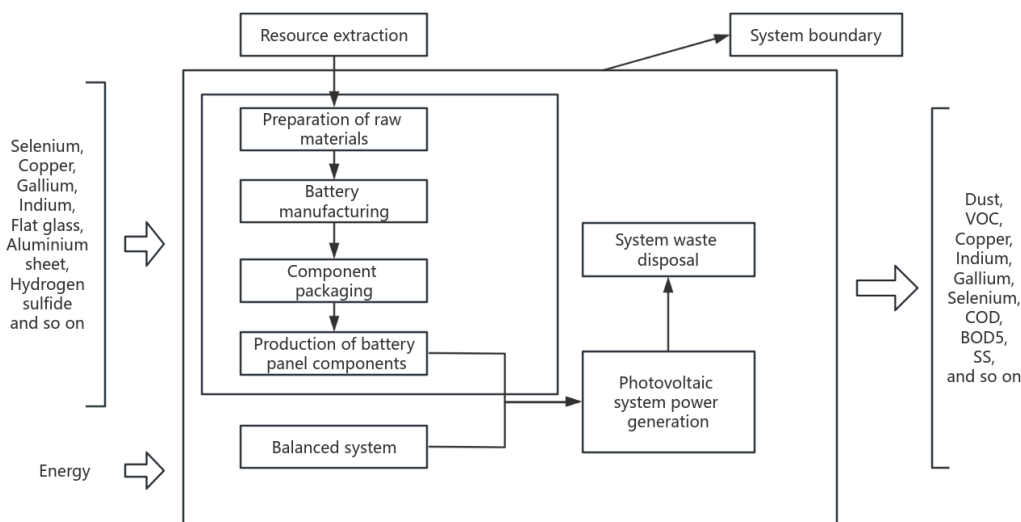 Resource extraction
System boundary
Selenium,
Copper,
Gallium,
Indium,
Flat glass,
Aluminium
sheet,
Hydrogen
sulfide
and so on
Energy
Preparation of raw
materials
Battery
manufacturing
Component
packaging
Production of battery
panel components
Balanced system
System waste
disposal
Photovoltaic
system power
generation
Dust,
VOC,
Copper,
Indium,
Gallium,
Selenium,
COD,
BOD5,
SS,
and so on